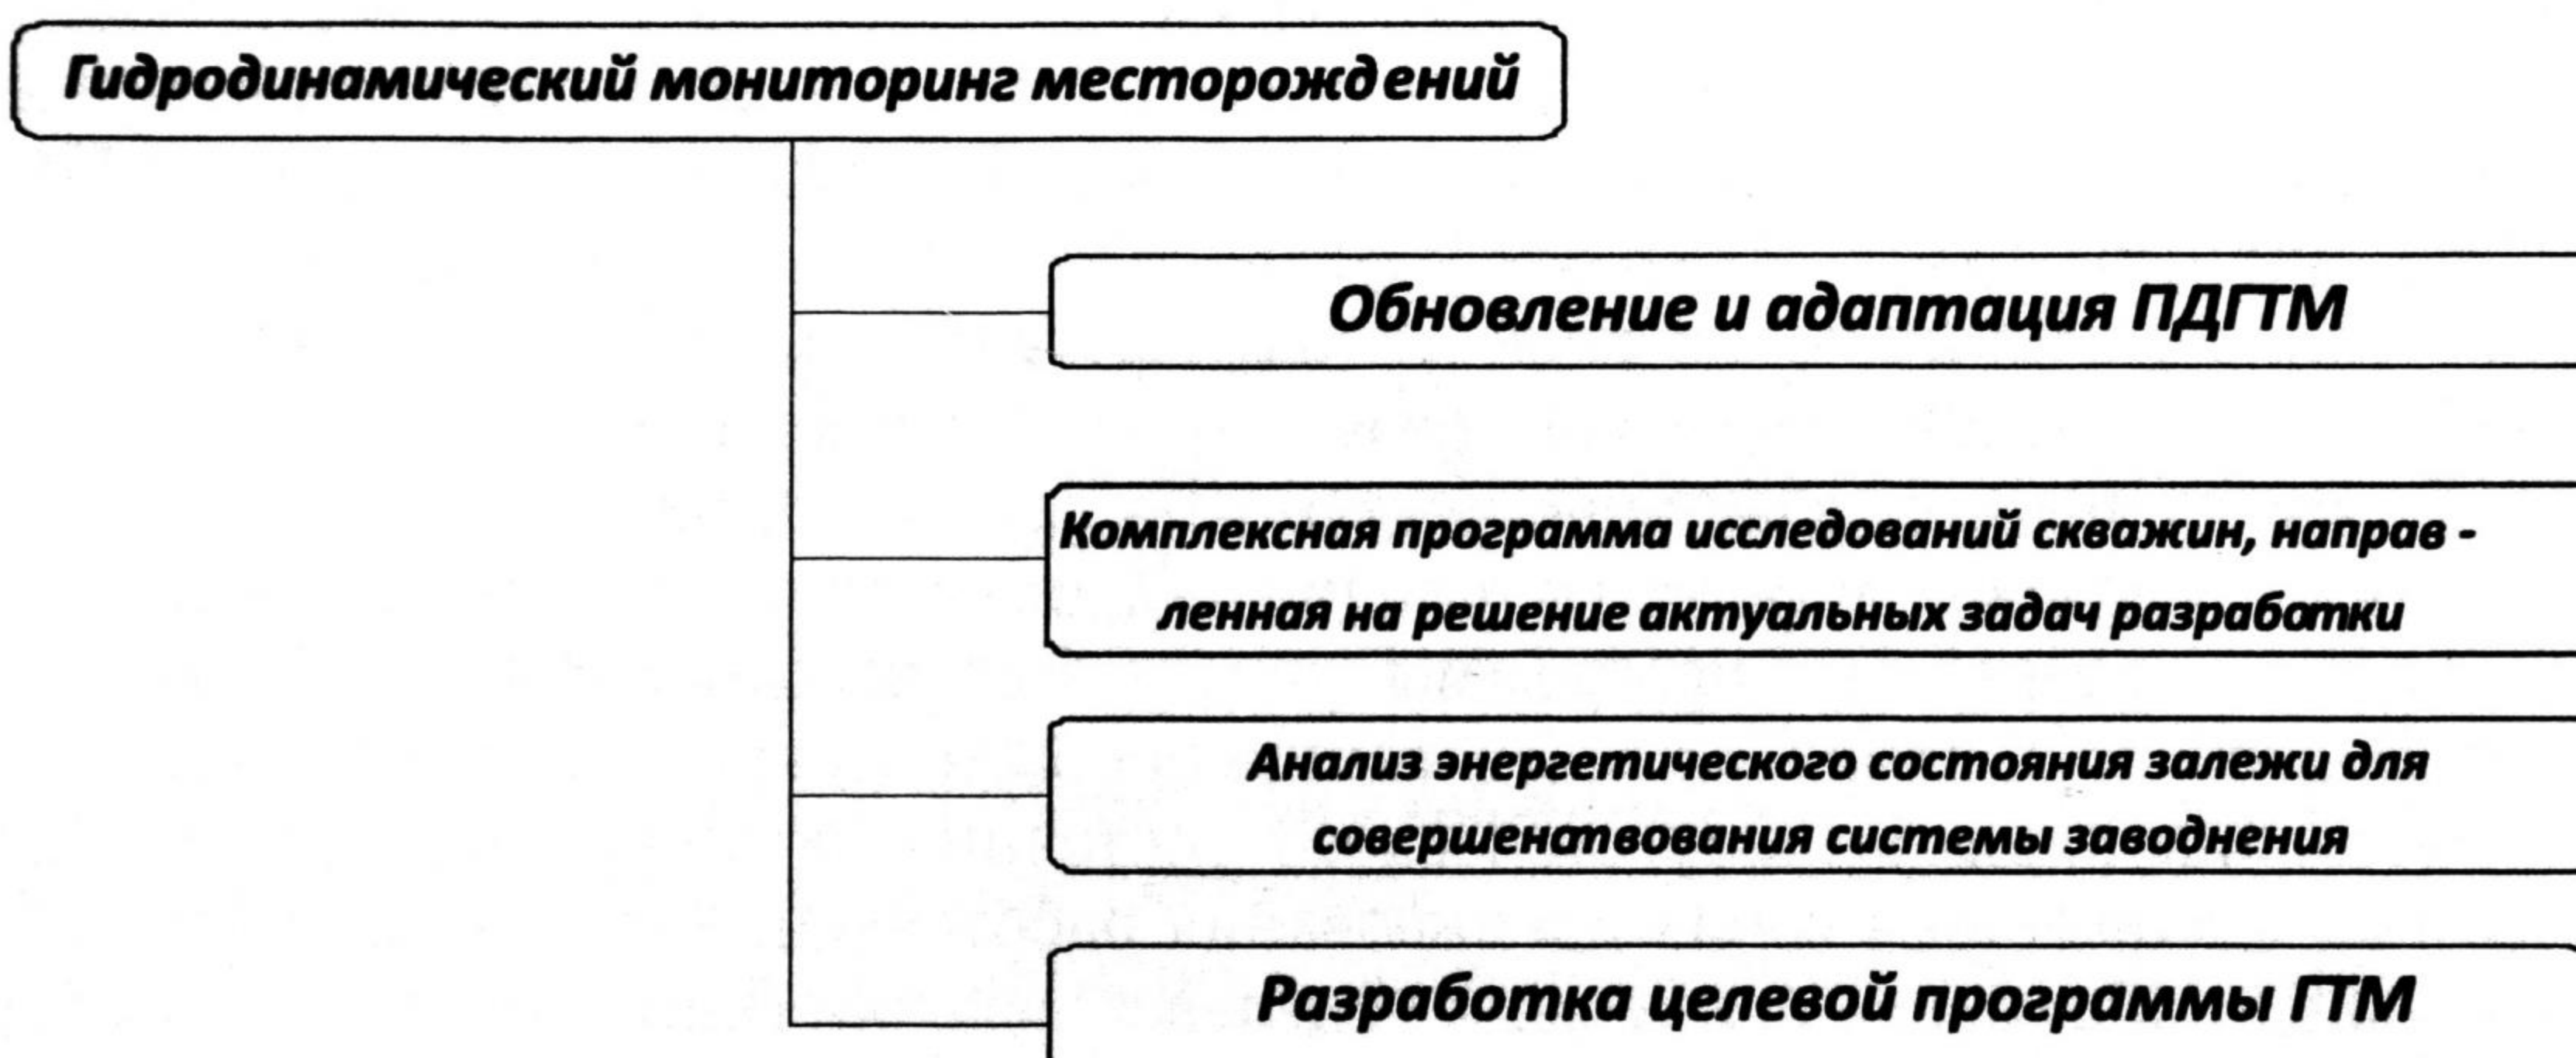 Гидродинамический мониторинг месторождений
Обновление и адаптация ПДГТМ
Комплексная программа исследований скважин, направ -
ленная на решение актуальных задач разработки
Анализ энергетического состояния залежи для
совершенствования системы заводнения
Разработка целевой программы ГТМ